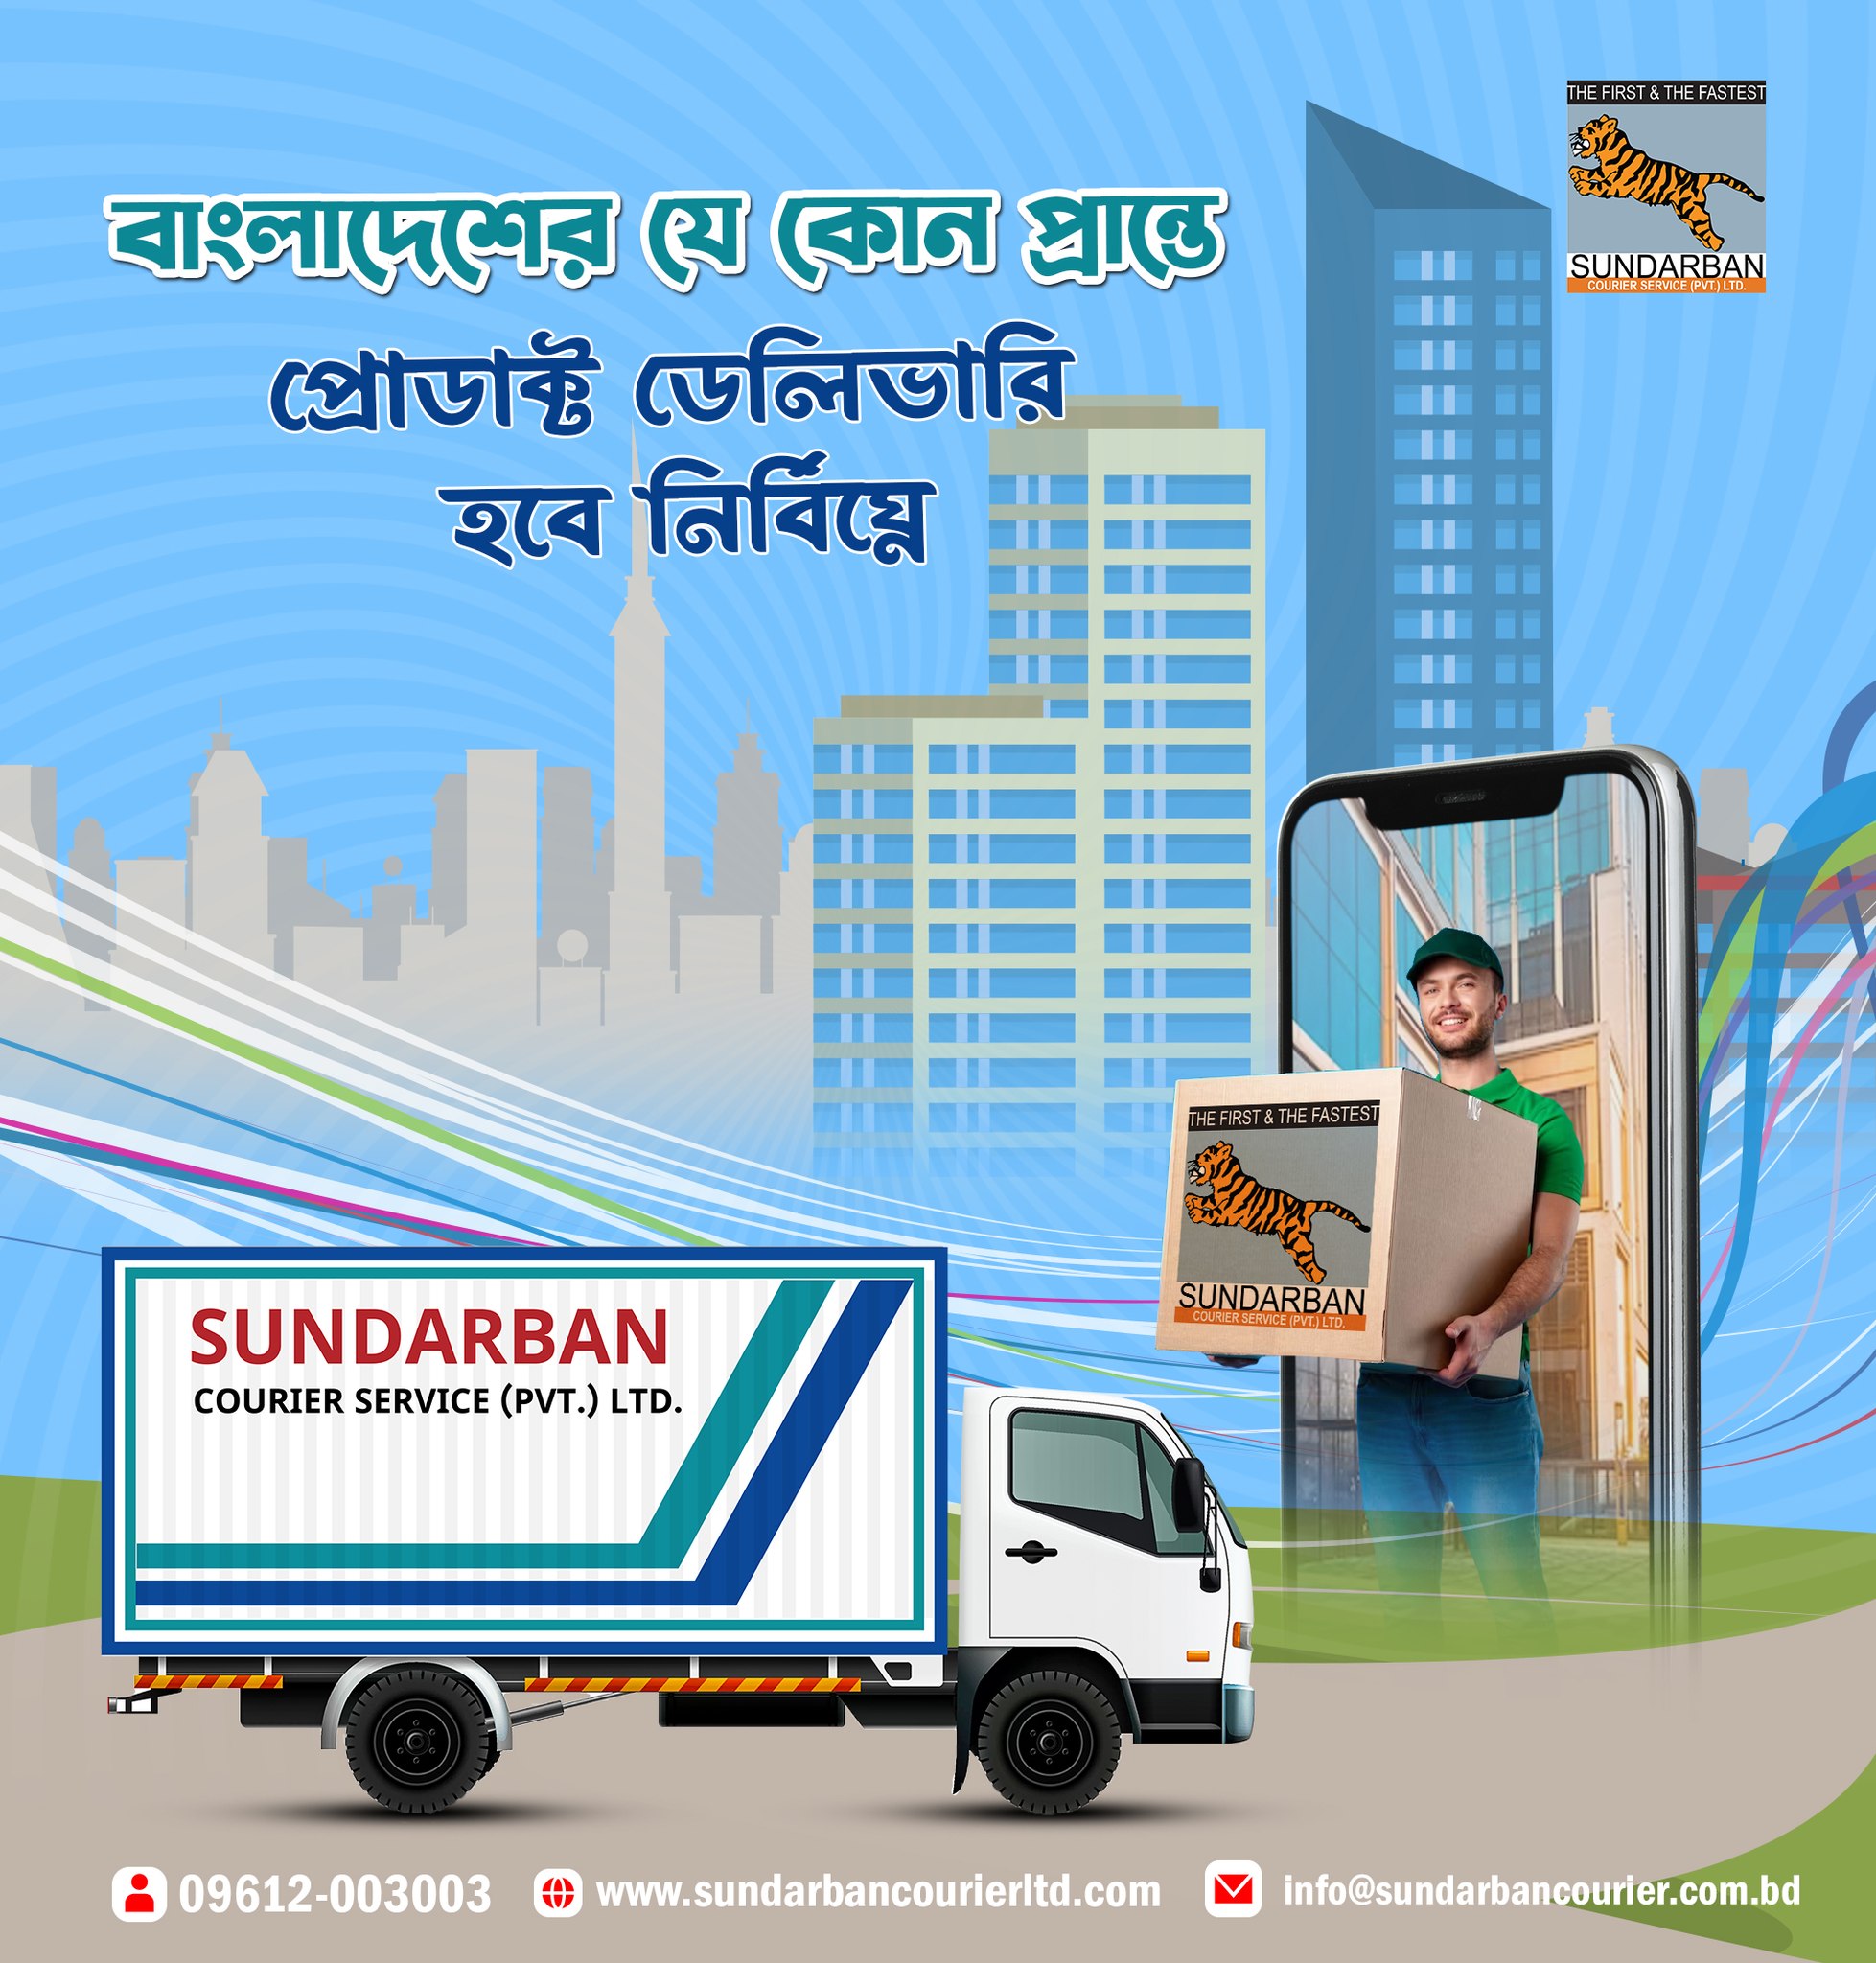 THE FIRST & THE FASTEST
SUNDARBAN
COURIER SERVICE (PVT.) LTD.
বাংলাদেশের যে কোন প্রান্তে
প্রোডাক্ট ডেলিভারি
হবে নির্বিঘ্নে
THE FIRST & THE FASTEST
SUNDARBAN
COURIER SERVICE (PVT.) LTD.
SUNDARBAN
COURIER SERVICE (PVT.) LTD.
09612-003003 www.sundarbancourierltd.com info@sundarbancourier.com.bd